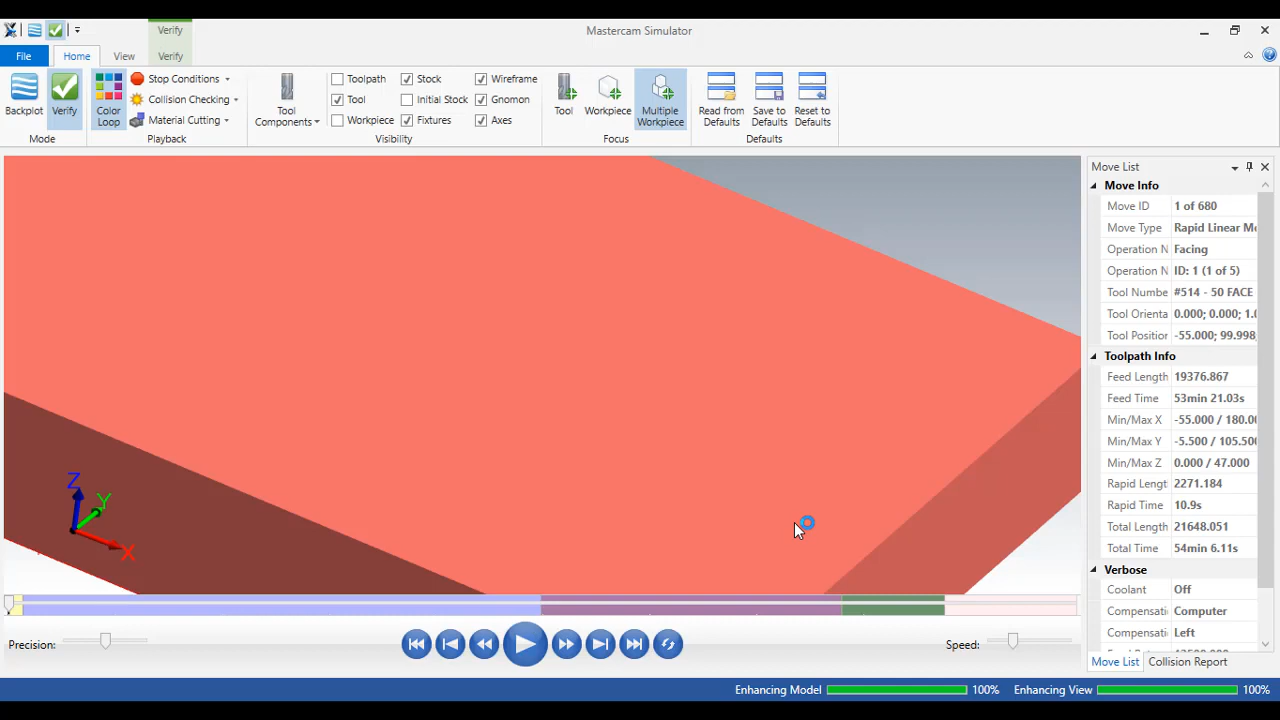 Verify
Mastercam Simulator
File Home View Verify
Backplot
Verify
Mode
Color Loop
Stop Conditions
Collision Checking
Material Cutting
Playback
Tool Components
Toolpath
Tool
Workpiece
Stock
Initial Stock
Fixtures
Wireframe
Gnomon
Axes
Visibility
Tool
Workpiece
Multiple Workpiece
Focus
Read from Defaults
Save to Defaults
Reset to Defaults
Defaults
Move List
Move Info
Move ID 1 of 680
Move Type Rapid Linear Mo
Operation N Facing
Operation N ID: 1 (1 of 5)
Tool Numbe #514 - 50 FACE
Tool Orienta 0.000; 0.000; 1.0
Tool Position -55.000; 99.998;
Toolpath Info
Feed Length 19376.867
Feed Time 53min 21.03s
Min/Max X -55.000 / 180.00
Min/Max Y -5.500 / 105.500
Min/Max Z 0.000 / 47.000
Rapid Length 2271.184
Rapid Time 10.9s
Total Length 21648.051
Total Time 54min 6.11s
Verbose
Coolant Off
Compensati Computer
Compensati Left
Z
Y
X
Precision:
Speed:
Move List Collision Report
Enhancing Model 100% Enhancing View 100%